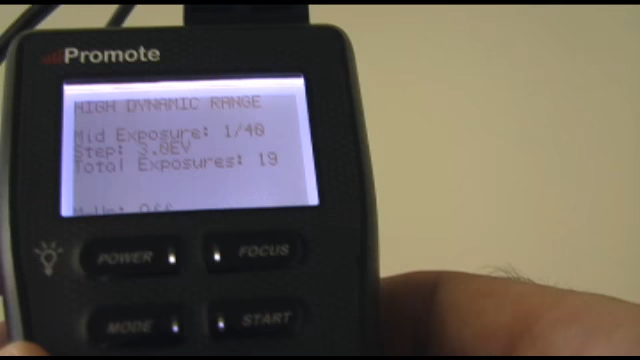 Promote
HIGH DYNAMIC RANGE
Mid Exposure: 1/40
Step: 3.0EV
Total Exposures: 19
POWER
FOCUS
MODE
START